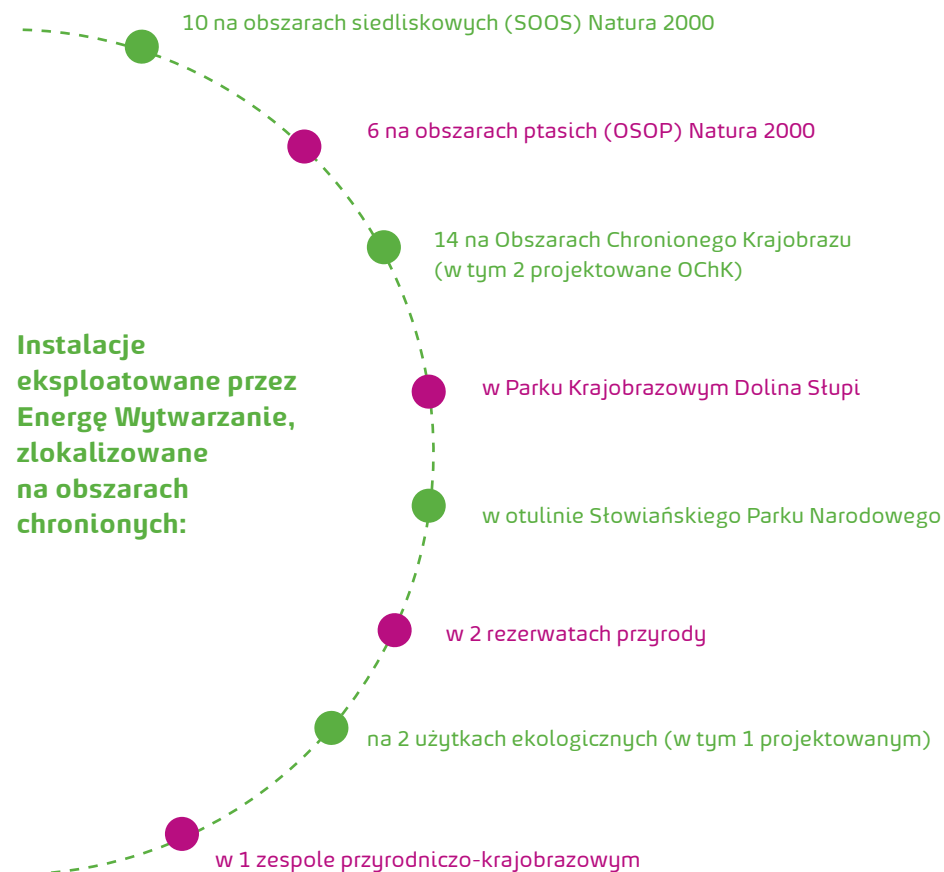 Instalacje
eksploatowane przez
Energę Wytwarzanie,
zlokalizowane
na obszarach
chronionych:
10 na obszarach siedliskowych (SOOS) Natura 2000
6 na obszarach ptasich (OSOP) Natura 2000
14 na Obszarach Chronionego Krajobrazu
(w tym 2 projektowane OChK)
w Parku Krajobrazowym Dolina Słupi
w otulinie Słowiańskiego Parku Narodowego
w 2 rezerwatach przyrody
na 2 użytkach ekologicznych (w tym 1 projektowanym)
w 1 zespole przyrodniczo-krajobrazowym